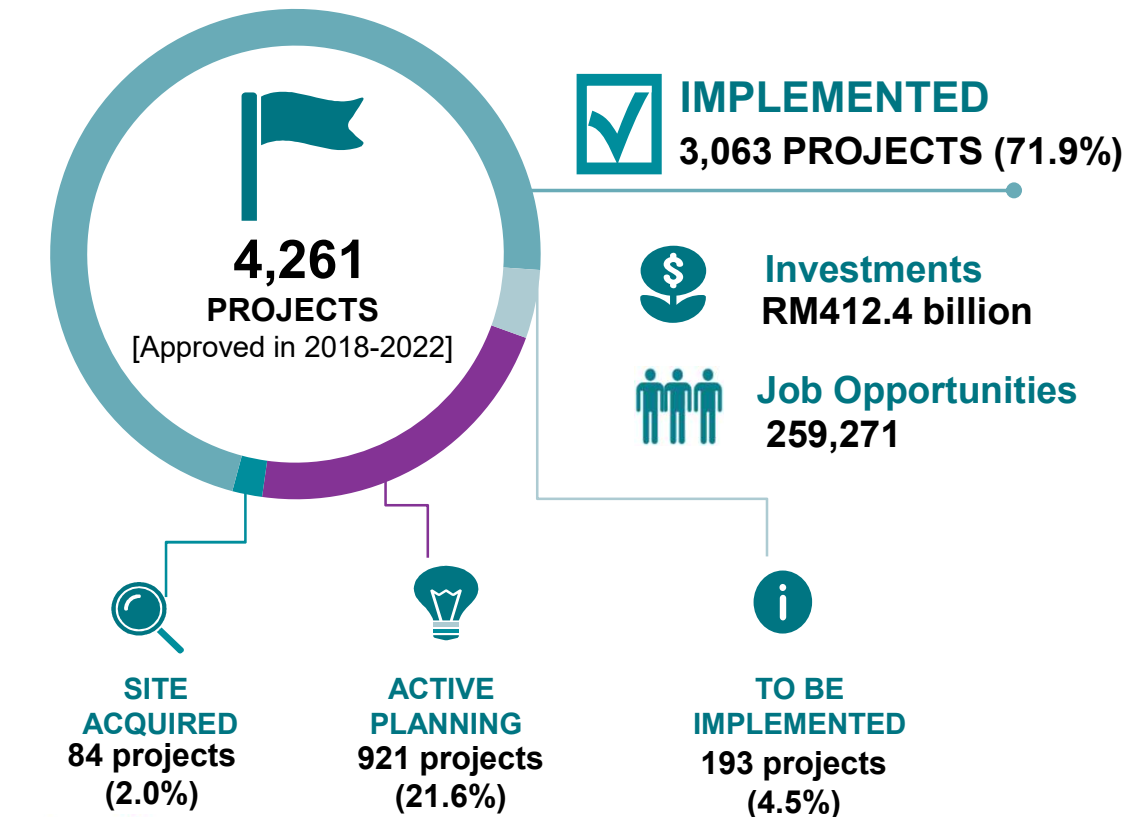 4,261
PROJECTS
[Approved in 2018-2022]
IMPLEMENTED
3,063 PROJECTS (71.9%)
$
Investments
RM412.4 billion
Job Opportunities
259,271
SITE
ACQUIRED
84 projects
(2.0%)
ACTIVE
PLANNING
921 projects
(21.6%)
i
TO BE
IMPLEMENTED
193 projects
(4.5%)